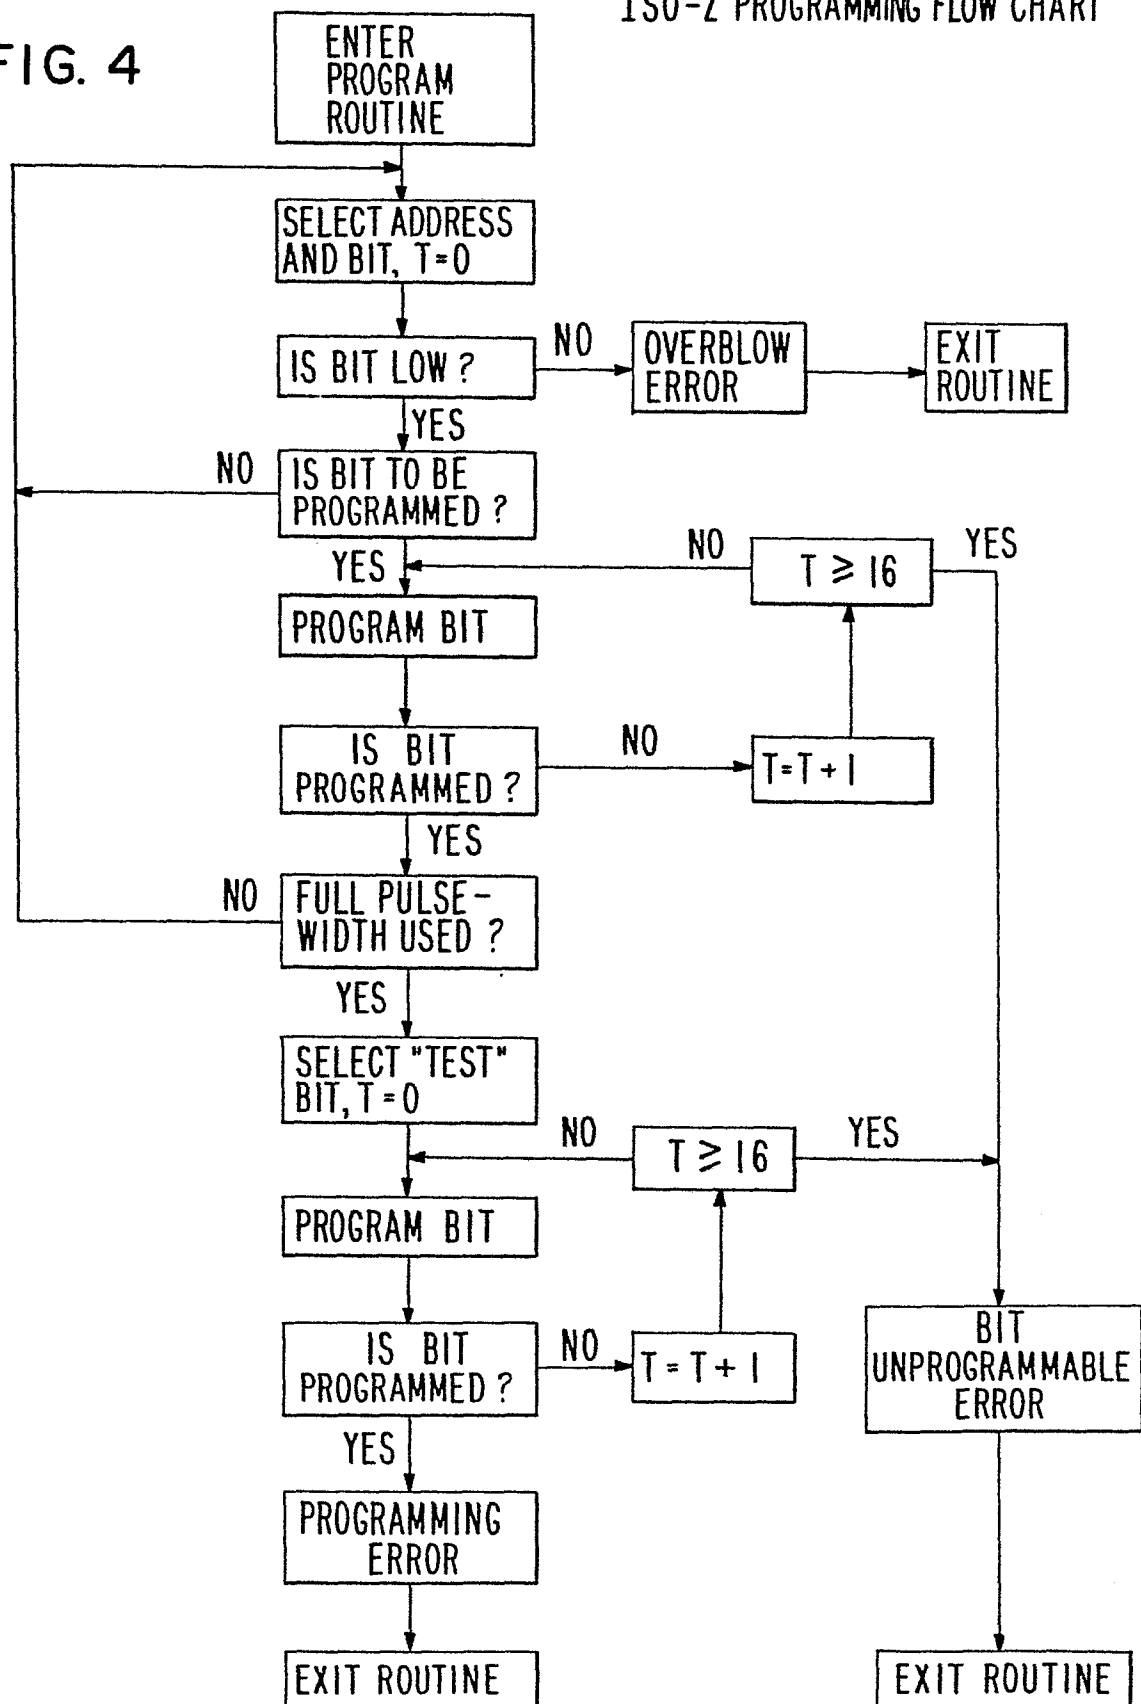 ISO-Z PROGRAMMING FLOW CHART
FIG. 4
ENTER
PROGRAM
ROUTINE
SELECT ADDRESS
AND BIT, T=0
IS BIT LOW ?
NO
OVERBLOW
ERROR
EXIT
ROUTINE
YES
NO
IS BIT TO BE
PROGRAMMED ?
YES
NO
T ⩾ 16
YES
PROGRAM BIT
IS BIT
PROGRAMMED ?
NO
T=T+1
YES
NO
FULL PULSE-
WIDTH USED ?
YES
SELECT "TEST"
BIT, T=0
NO
T ⩾ 16
YES
PROGRAM BIT
IS BIT
PROGRAMMED ?
NO
T=T+1
BIT
UNPROGRAMMABLE
ERROR
YES
PROGRAMMING
ERROR
EXIT ROUTINE
EXIT ROUTINE